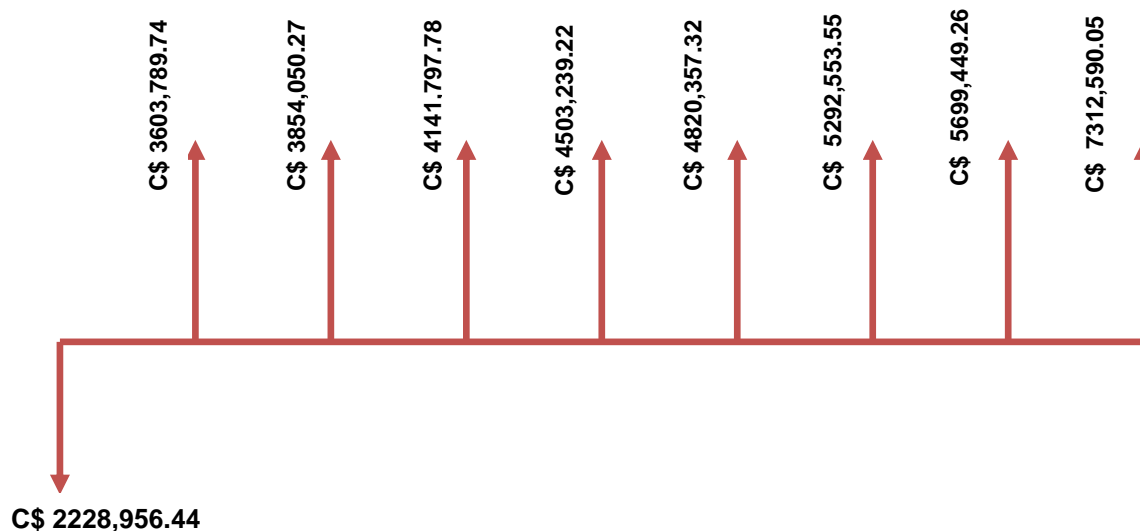 C$ 3603,789.74
C$ 3854,050.27
C$ 4141.797.78
C$ 4503,239.22
C$ 4820,357.32
C$ 5292,553.55
C$ 5699,449.26
C$ 7312,590.05
C$ 2228,956.44